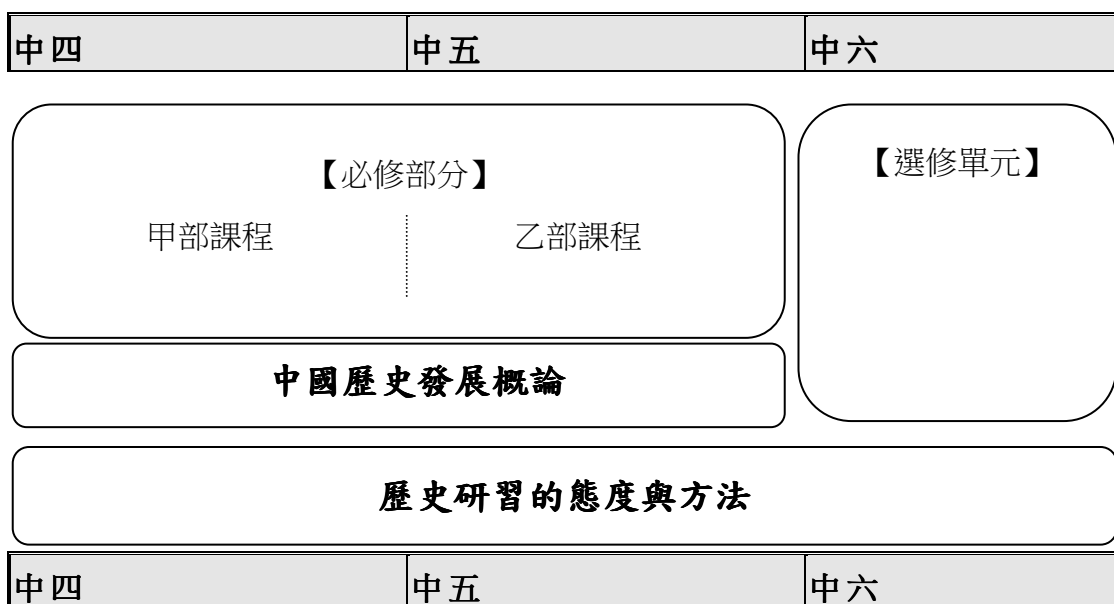 中四 中五 中六
【必修部分】 【選修單元】
甲部課程 乙部課程
中國歷史發展概論
歷史研習的態度與方法
中四 中五 中六